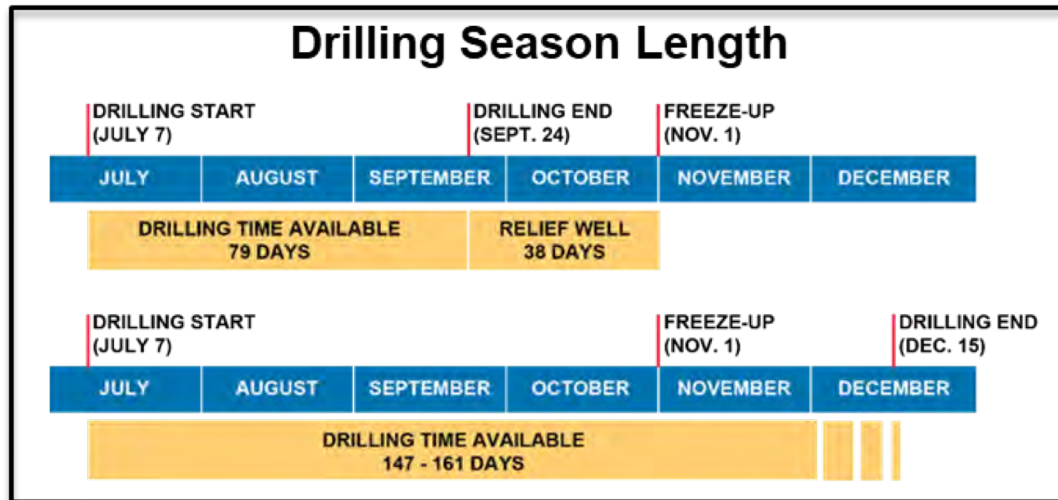 Drilling Season Length
DRILLING START
(JULY 7)
DRILLING END
(SEPT. 24)
FREEZE-UP
(NOV. 1)
JULY
AUGUST
SEPTEMBER
OCTOBER
NOVEMBER
DECEMBER
DRILLING TIME AVAILABLE
79 DAYS
RELIEF WELL
38 DAYS
DRILLING START
(JULY 7)
FREEZE-UP
(NOV. 1)
DRILLING END
(DEC. 15)
JULY
AUGUST
SEPTEMBER
OCTOBER
NOVEMBER
DECEMBER
DRILLING TIME AVAILABLE
147 - 161 DAYS